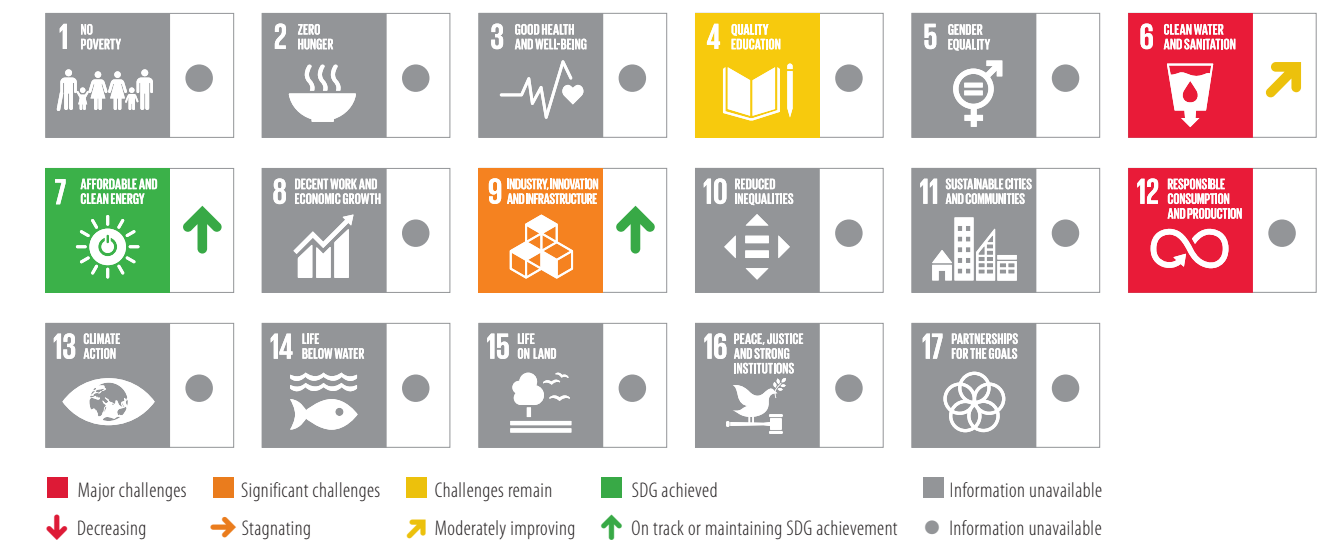 1 NO
POVERTY
2 ZERO
HUNGER
3 GOOD HEALTH
AND WELL-BEING
4 QUALITY
EDUCATION
5 GENDER
EQUALITY
6 CLEAN WATER
AND SANITATION
7 AFFORDABLE AND
CLEAN ENERGY
8 DECENT WORK AND
ECONOMIC GROWTH
9 INDUSTRY, INNOVATION
AND INFRASTRUCTURE
10 REDUCED
INEQUALITIES
11 SUSTAINABLE CITIES
AND COMMUNITIES
12 RESPONSIBLE
CONSUMPTION
AND PRODUCTION
13 CLIMATE
ACTION
14 LIFE
BELOW WATER
15 LIFE
ON LAND
16 PEACE, JUSTICE
AND STRONG
INSTITUTIONS
17 PARTNERSHIPS
FOR THE GOALS
Major challenges
Significant challenges
Challenges remain
SDG achieved
Information unavailable
Decreasing
Stagnating
Moderately improving
On track or maintaining SDG achievement
Information unavailable